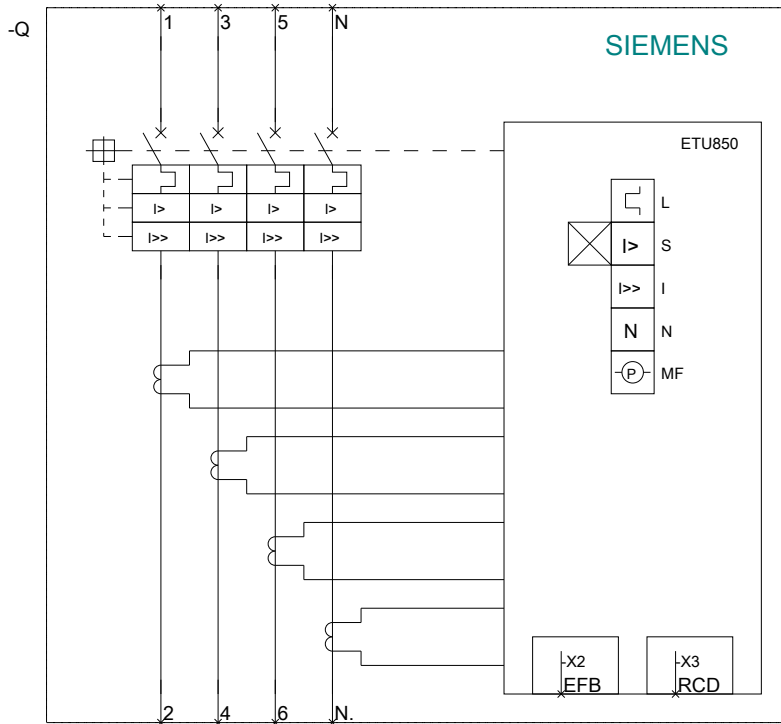 -Q
1 3 5 N
SIEMENS
ETU850
L
I> I> I> I>
I>> I>> I>> I>>
I> S
I>> I
N N
P MF
-X2 -X3
EFB RCD
2 4 6 N.